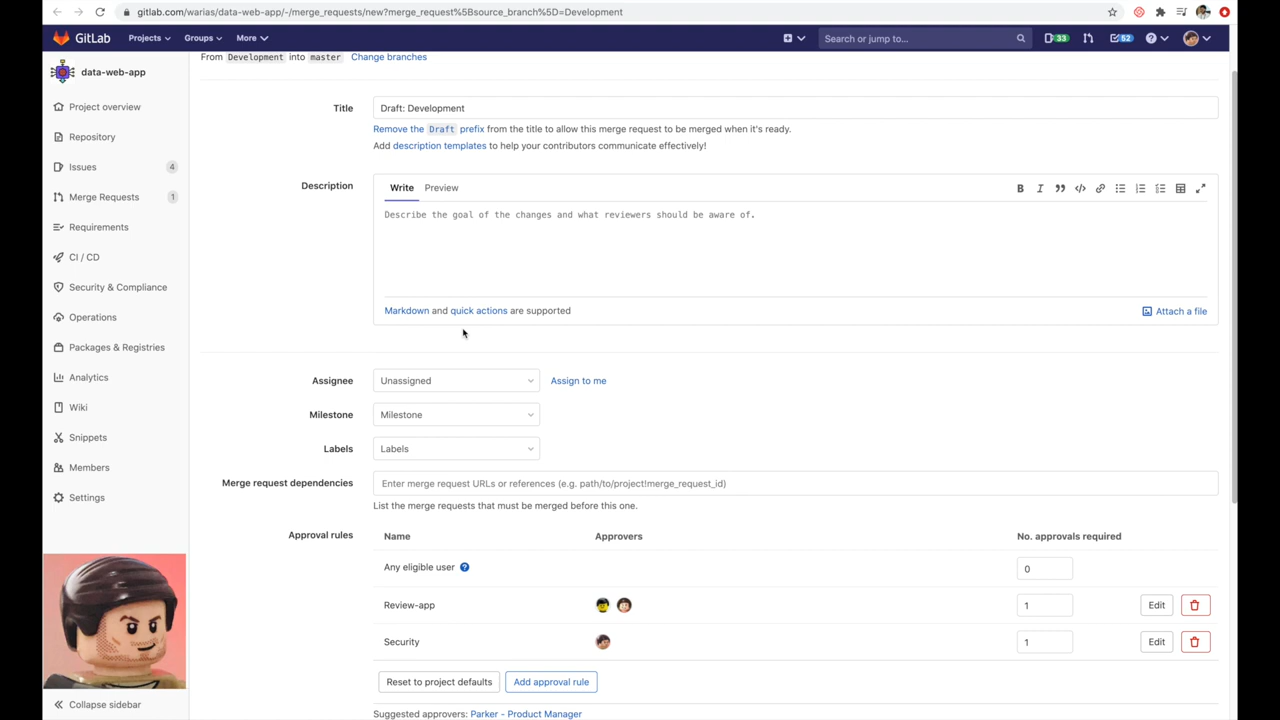 gitlab.com/warias/data-web-app/-/merge_requests/new?merge_request%5Bsource_branch%5D=Development
GitLab Projects Groups More Search or jump to... 33 52
From Development into master Change branches
data-web-app
Project overview
Repository
Issues 4
Merge Requests 1
Requirements
CI / CD
Security & Compliance
Operations
Packages & Registries
Analytics
Wiki
Snippets
Members
Settings
Collapse sidebar
Title Draft: Development
Remove the Draft prefix from the title to allow this merge request to be merged when it's ready.
Add description templates to help your contributors communicate effectively!
Description Write Preview
Describe the goal of the changes and what reviewers should be aware of.
Markdown and quick actions are supported Attach a file
Assignee Unassigned Assign to me
Milestone Milestone
Labels Labels
Merge request dependencies Enter merge request URLs or references (e.g. path/to/project!merge_request_id)
List the merge requests that must be merged before this one.
Approval rules Name Approvers No. approvals required
Any eligible user 0
Review-app 1 Edit
Security 1 Edit
Reset to project defaults Add approval rule
Suggested approvers: Parker - Product Manager